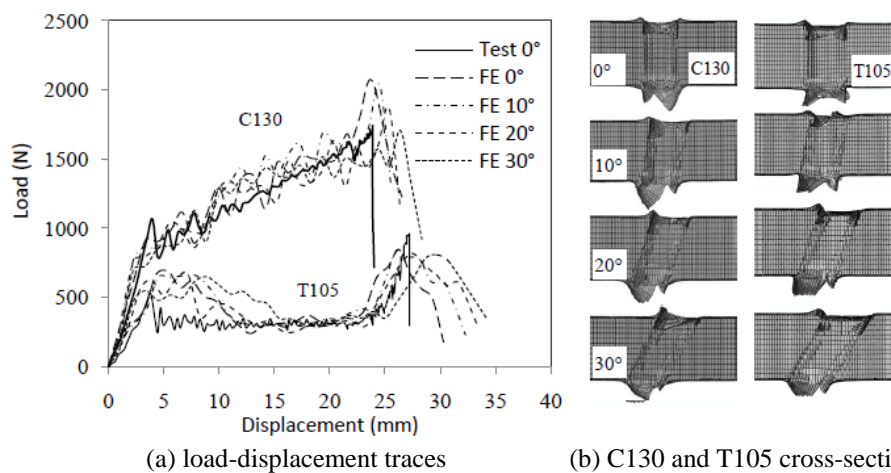 2500
2000
1500
1000
500
0
Load (N)
C130
T105
Test 0°
FE 0°
FE 10°
FE 20°
FE 30°
0 5 10 15 20 25 30 35 40
Displacement (mm)
(a) load-displacement traces
0° C130 T105
10°
20°
30°
(b) C130 and T105 cross-secti